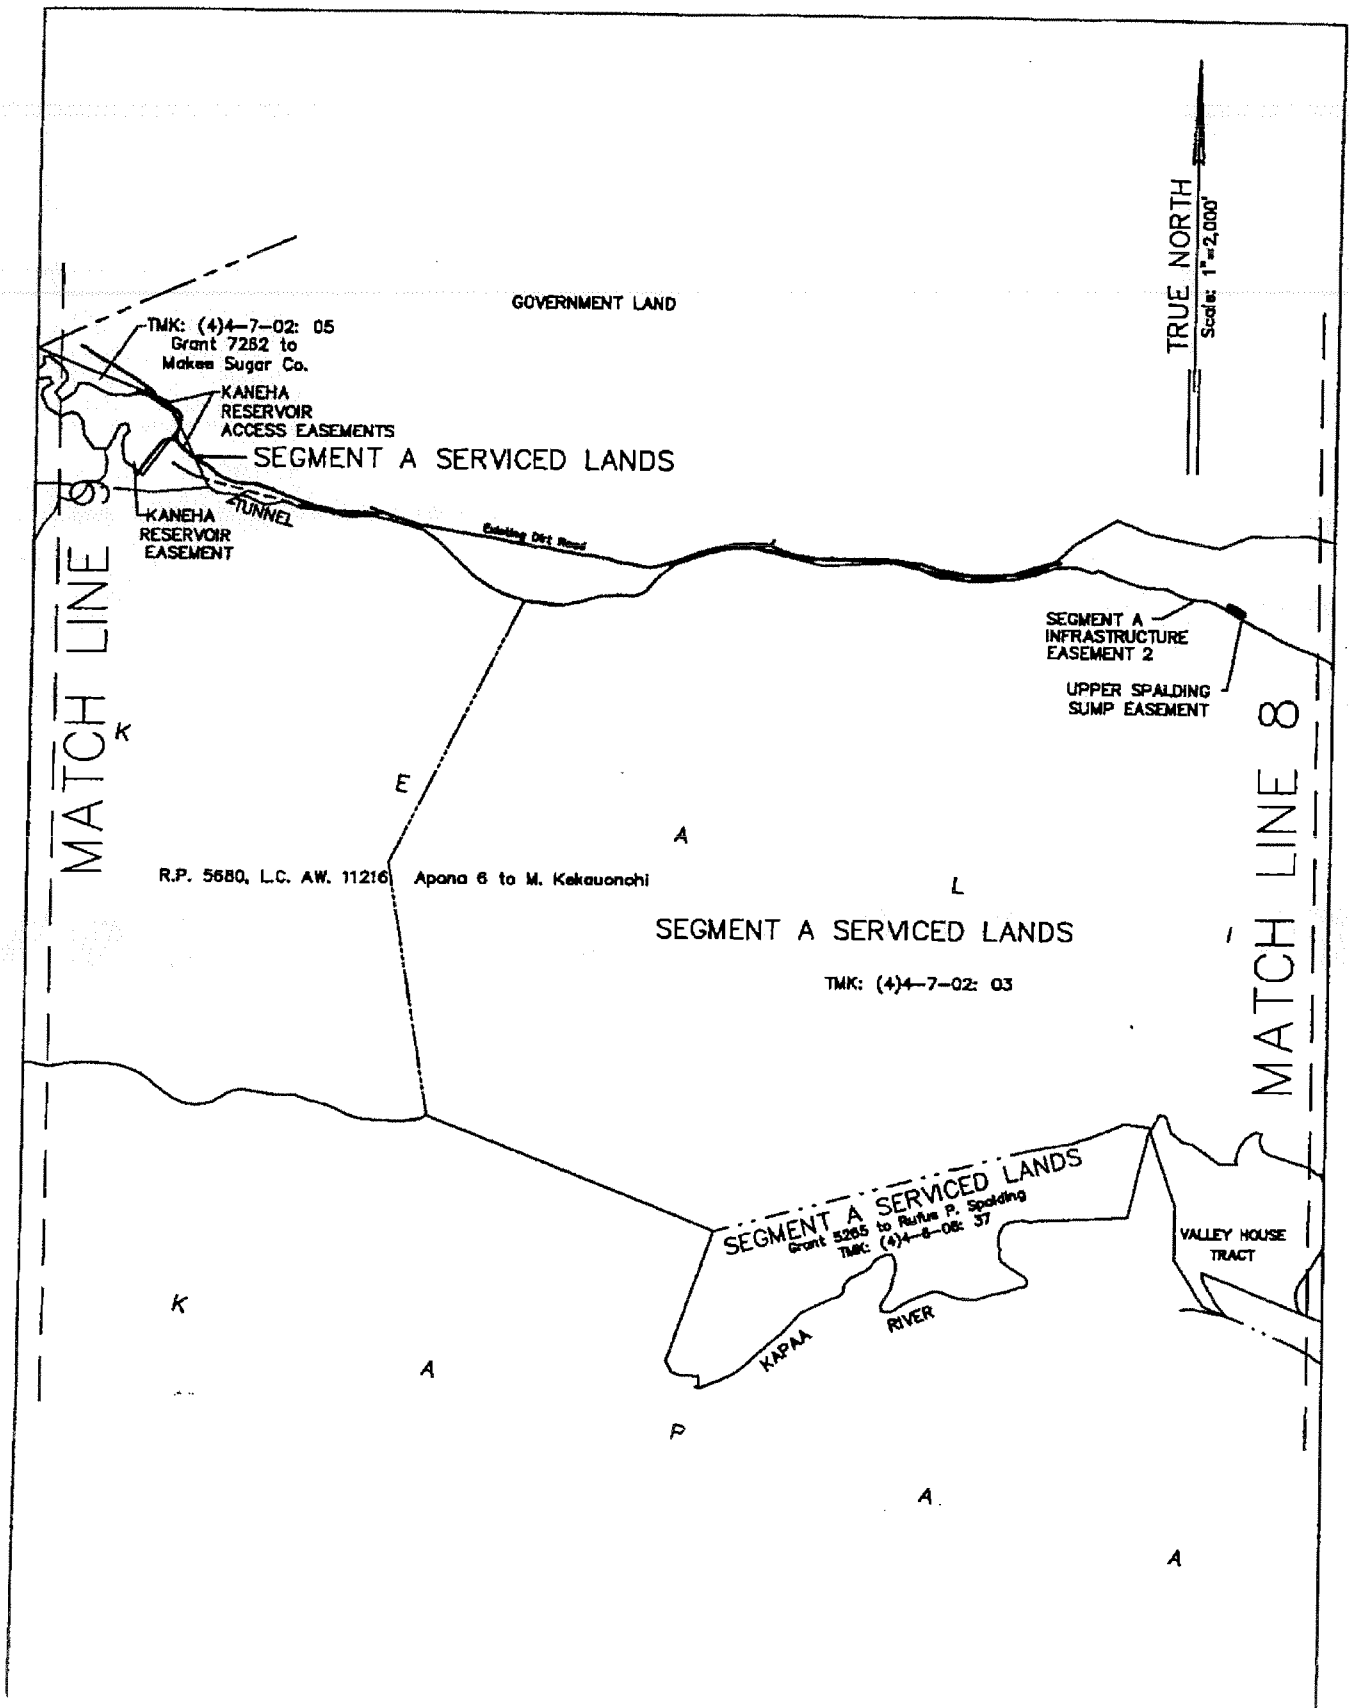 TRUE NORTH
Scale: 1"=2,000'
GOVERNMENT LAND
TMK: (4)4-7-02: 05
Grant 7262 to
Makee Sugar Co.
KANEHA
RESERVOIR
ACCESS EASEMENTS
SEGMENT A SERVICED LANDS
TUNNEL
KANEHA
RESERVOIR
EASEMENT
Existing Dirt Road
SEGMENT A
INFRASTRUCTURE
EASEMENT 2
UPPER SPALDING
SUMP EASEMENT
MATCH LINE 9
MATCH LINE 8
K E A L I
R.P. 5680, L.C. AW. 11216 Apana 6 to M. Kekauonohi
SEGMENT A SERVICED LANDS
TMK: (4)4-7-02: 03
SEGMENT A SERVICED LANDS
Grant 5265 to Rufus P. Spalding
TMK: (4)4-6-08: 37
VALLEY HOUSE
TRACT
KAPAA RIVER
K A P A A